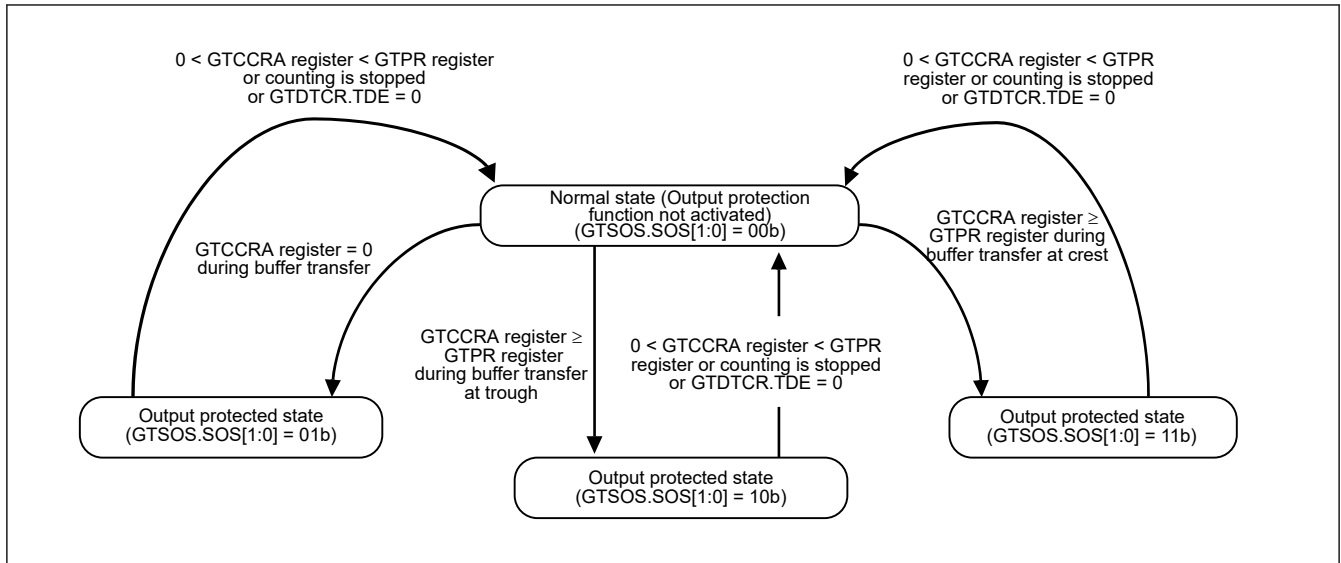 0 < GTCCRA register < GTPR register
or counting is stopped
or GTDTCR.TDE = 0
0 < GTCCRA register < GTPR
register or counting is stopped
or GTDTCR.TDE = 0
Normal state (Output protection
function not activated)
(GTSOS.SOS[1:0] = 00b)
GTCCRA register = 0
during buffer transfer
GTCCRA register ≥
GTPR register during
buffer transfer at crest
GTCCRA register ≥
GTPR register
during buffer transfer
at trough
0 < GTCCRA register < GTPR
register or counting is stopped
or GTDTCR.TDE = 0
Output protected state
(GTSOS.SOS[1:0] = 01b)
Output protected state
(GTSOS.SOS[1:0] = 10b)
Output protected state
(GTSOS.SOS[1:0] = 11b)